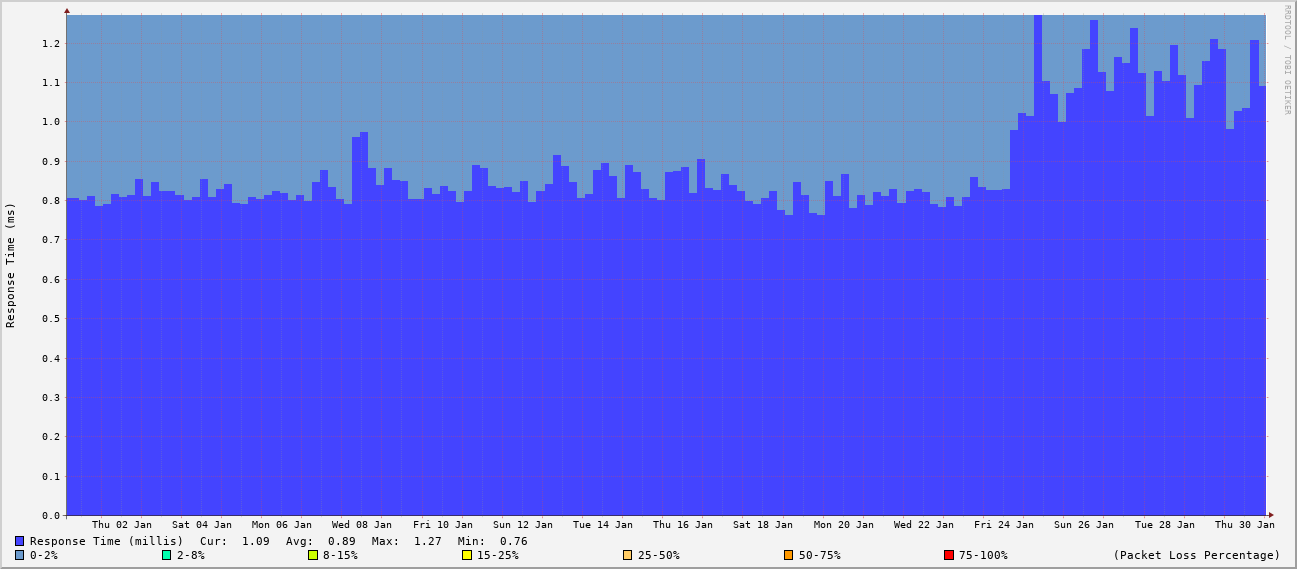 RRDTOOL / TOBI OETIKER
Response Time (ms)
1.2
1.1
1.0
0.9
0.8
0.7
0.6
0.5
0.4
0.3
0.2
0.1
0.0
Thu 02 Jan Sat 04 Jan Mon 06 Jan Wed 08 Jan Fri 10 Jan Sun 12 Jan Tue 14 Jan Thu 16 Jan Sat 18 Jan Mon 20 Jan Wed 22 Jan Fri 24 Jan Sun 26 Jan Tue 28 Jan Thu 30 Jan
Response Time (millis) Cur: 1.09 Avg: 0.89 Max: 1.27 Min: 0.76
0-2% 2-8% 8-15% 15-25% 25-50% 50-75% 75-100% (Packet Loss Percentage)